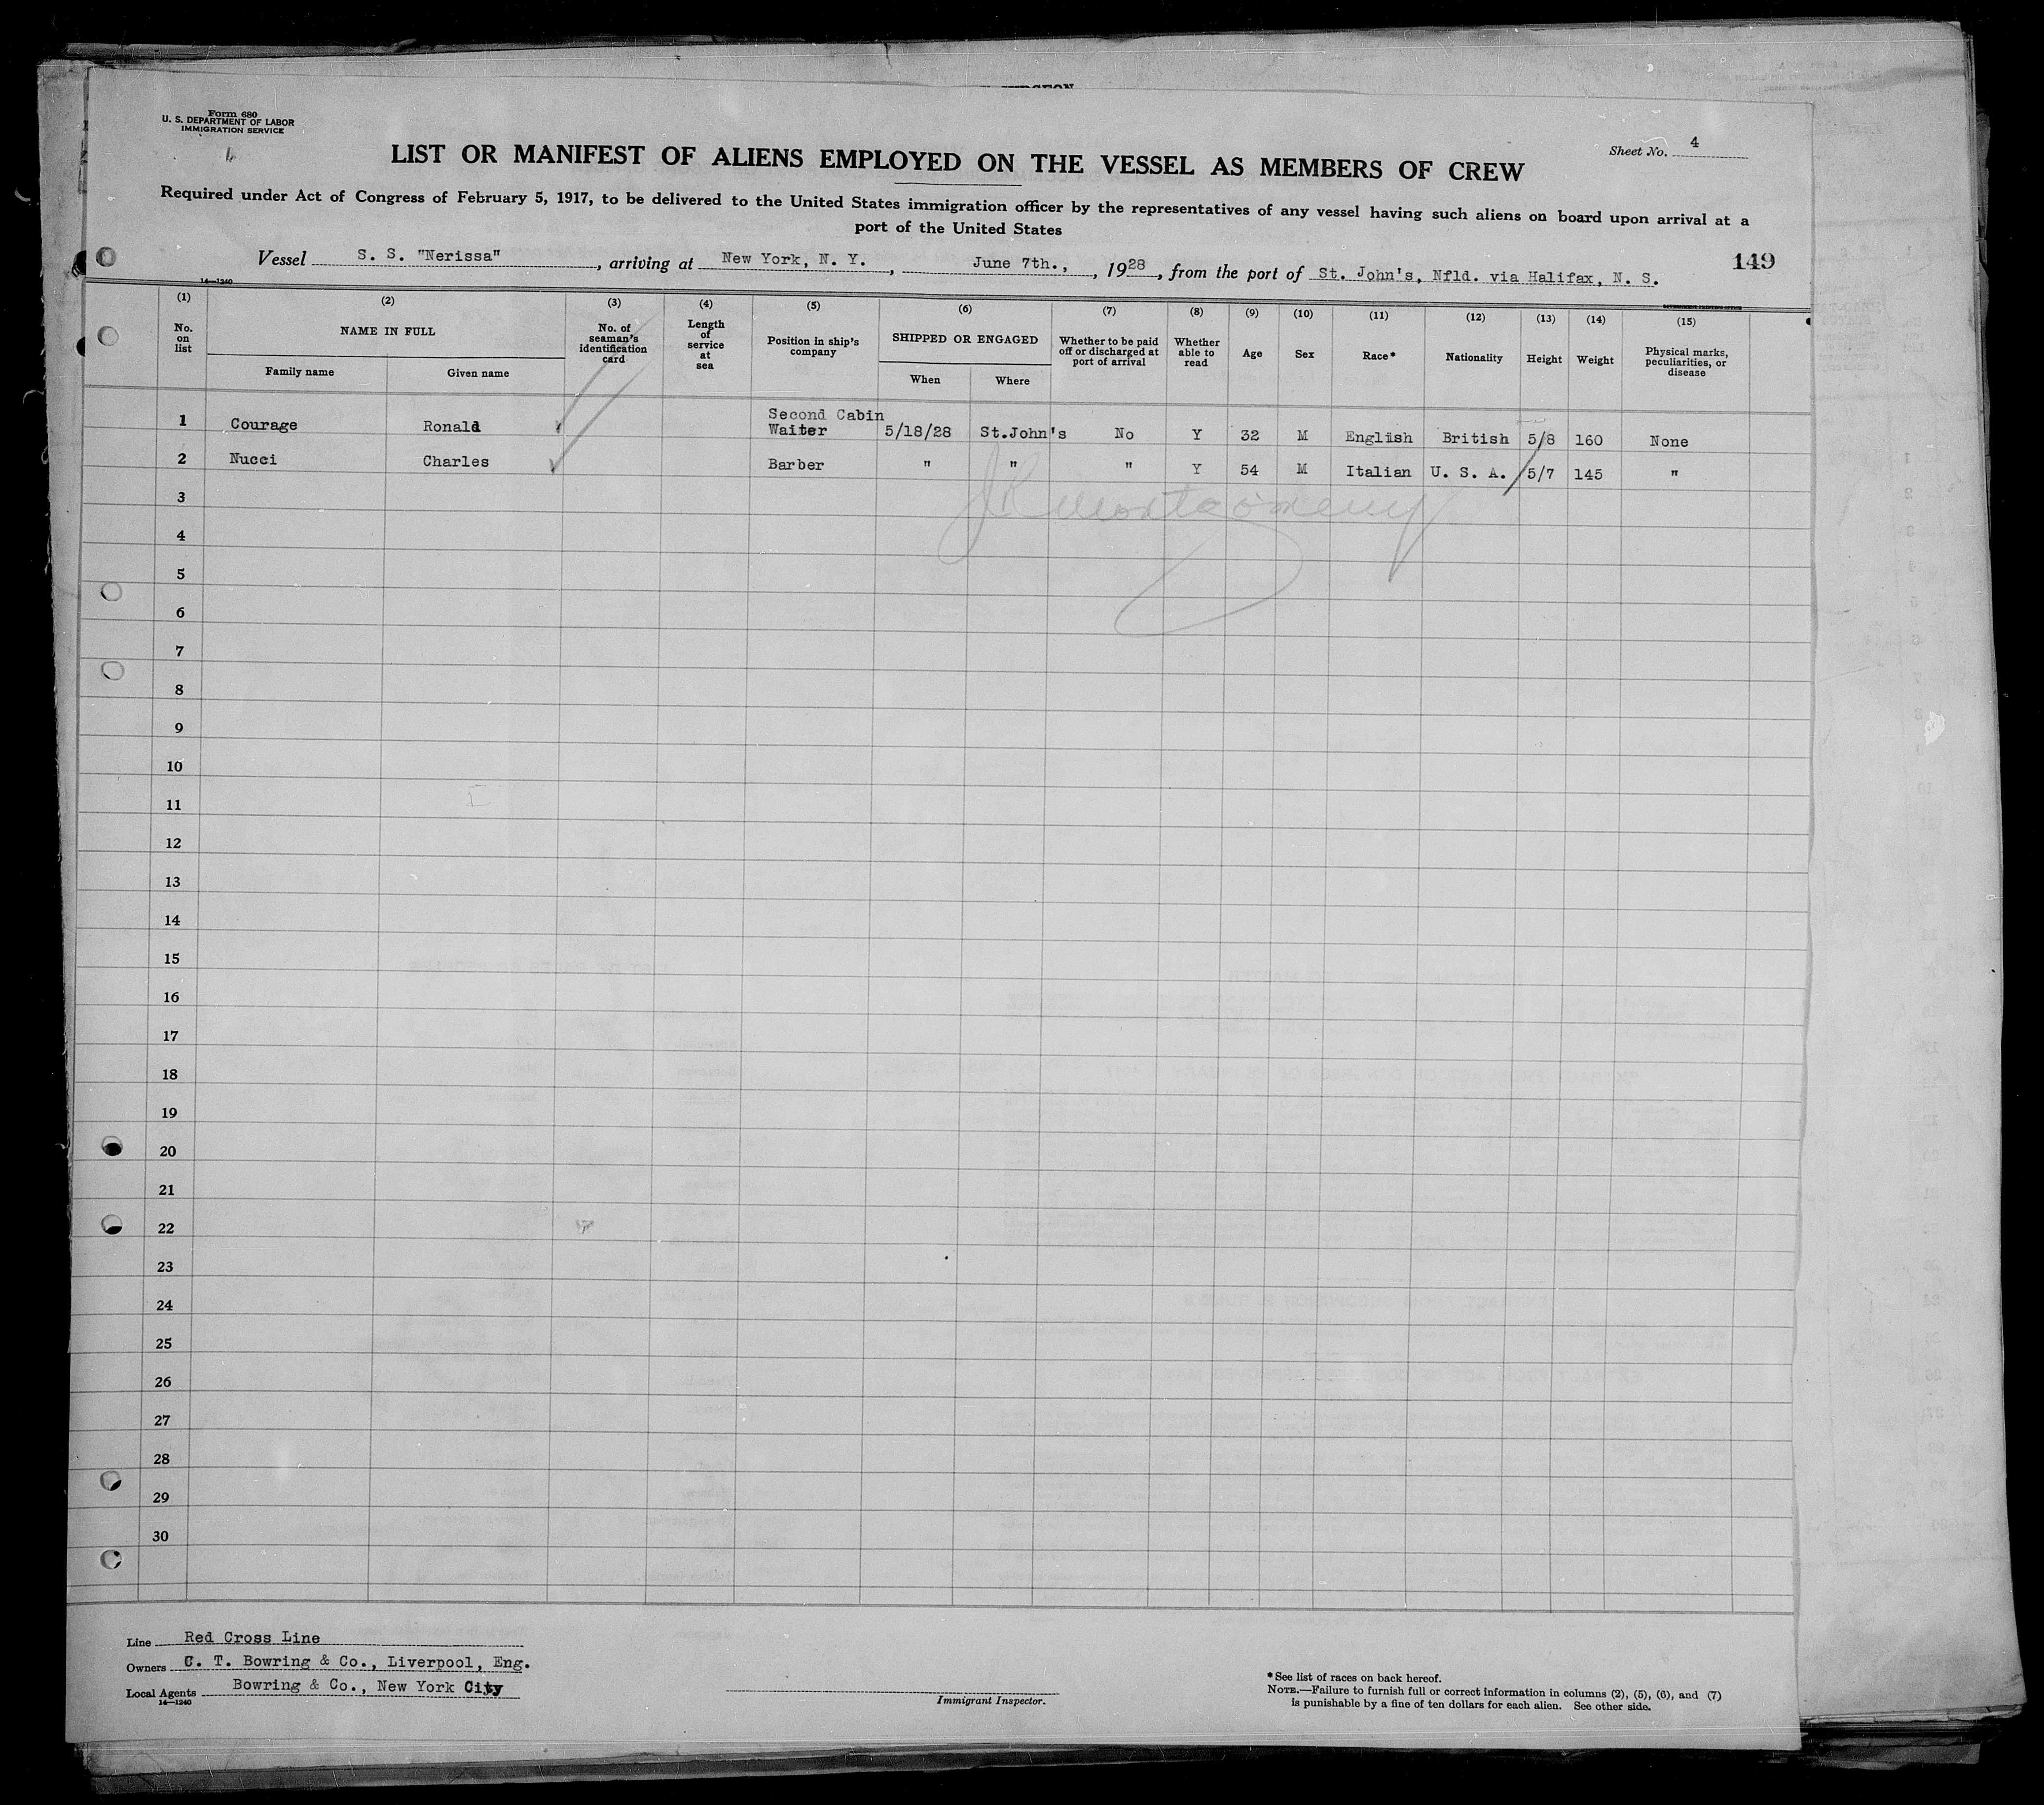 Form 680
U. S. DEPARTMENT OF LABOR
IMMIGRATION SERVICE
Sheet No. 4
LIST OR MANIFEST OF ALIENS EMPLOYED ON THE VESSEL AS MEMBERS OF CREW
Required under Act of Congress of February 5, 1917, to be delivered to the United States immigration officer by the representatives of any vessel having such aliens on board upon arrival at a
port of the United States
149
Vessel S. S. "Nerissa", arriving at New York, N. Y., June 7th., , 1928, from the port of St. John's, Nfld. via Halifax, N. S.
14—1240
GOVERNMENT PRINTING OFFICE
(1) (2) (3) (4) (5) (6) (7) (8) (9) (10) (11) (12) (13) (14) (15)
No. on list
NAME IN FULL
Family name Given name
No. of seaman's identification card
Length of service at sea
Position in ship's company
SHIPPED OR ENGAGED
When Where
Whether to be paid off or discharged at port of arrival
Whether able to read
Age
Sex
Race*
Nationality
Height
Weight
Physical marks, peculiarities, or disease
1 Courage Ronald Second Cabin Waiter 5/18/28 St.John's No Y 32 M English British 5/8 160 None
2 Nucci Charles Barber " " " Y 54 M Italian U. S. A. 5/7 145 "
3
4
5
6
7
8
9
10
11
12
13
14
15
16
17
18
19
20
21
22
23
24
25
26
27
28
29
30
Line Red Cross Line
Owners C. T. Bowring & Co., Liverpool, Eng.
Local Agents Bowring & Co., New York City
14—1240
Immigrant Inspector.
*See list of races on back hereof.
NOTE.—Failure to furnish full or correct information in columns (2), (5), (6), and (7)
is punishable by a fine of ten dollars for each alien. See other side.